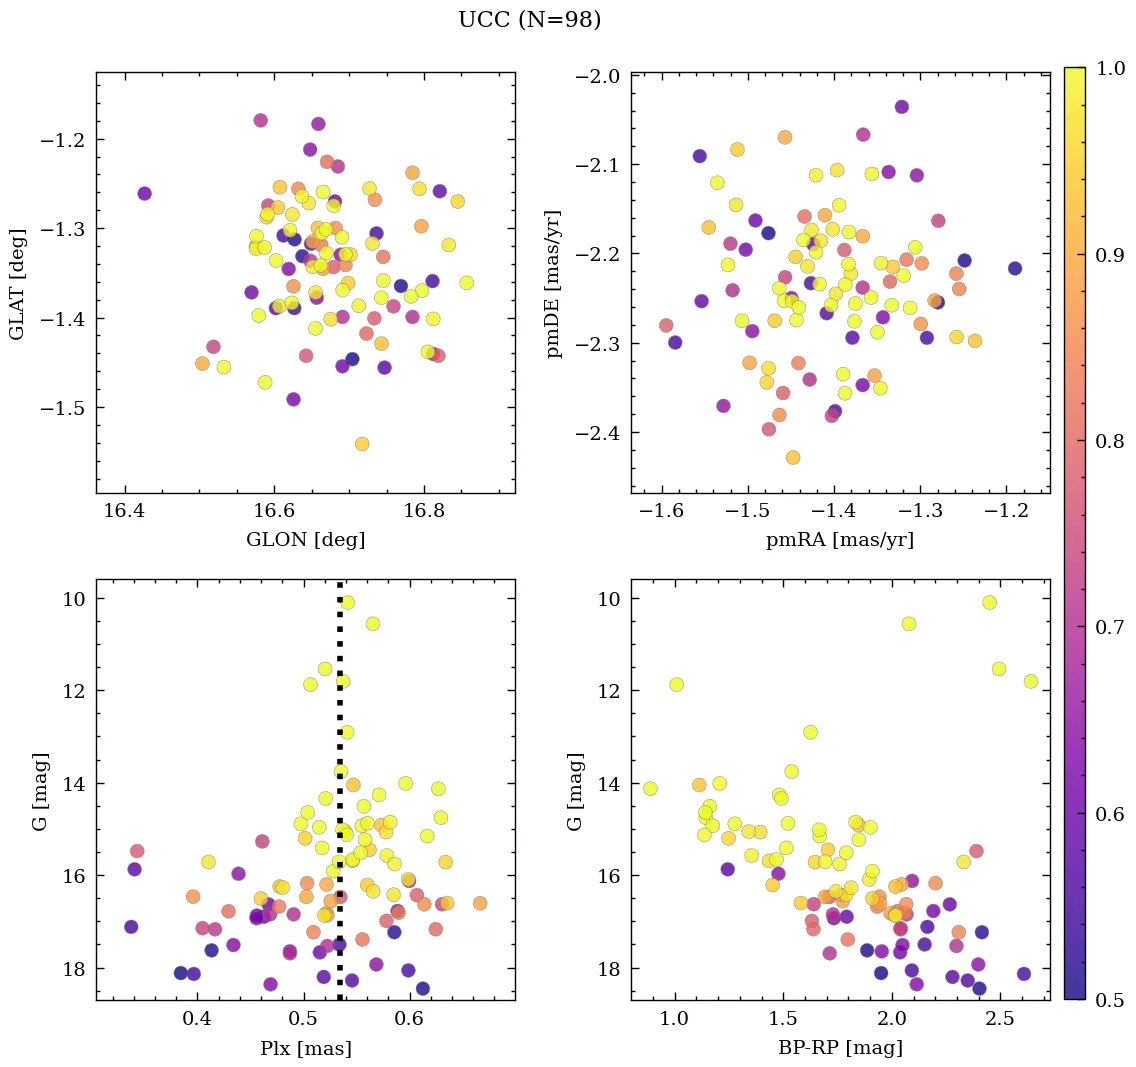 UCC (N=98)
−1.2
−1.3
−1.4
−1.5
GLAT [deg]
16.4 16.6 16.8
GLON [deg]
−2.0
−2.1
−2.2
−2.3
−2.4
pmDE [mas/yr]
−1.6 −1.5 −1.4 −1.3 −1.2
pmRA [mas/yr]
10
12
14
16
18
G [mag]
0.4 0.5 0.6
Plx [mas]
10
12
14
16
18
G [mag]
1.0 1.5 2.0 2.5
BP-RP [mag]
1.0
0.9
0.8
0.7
0.6
0.5